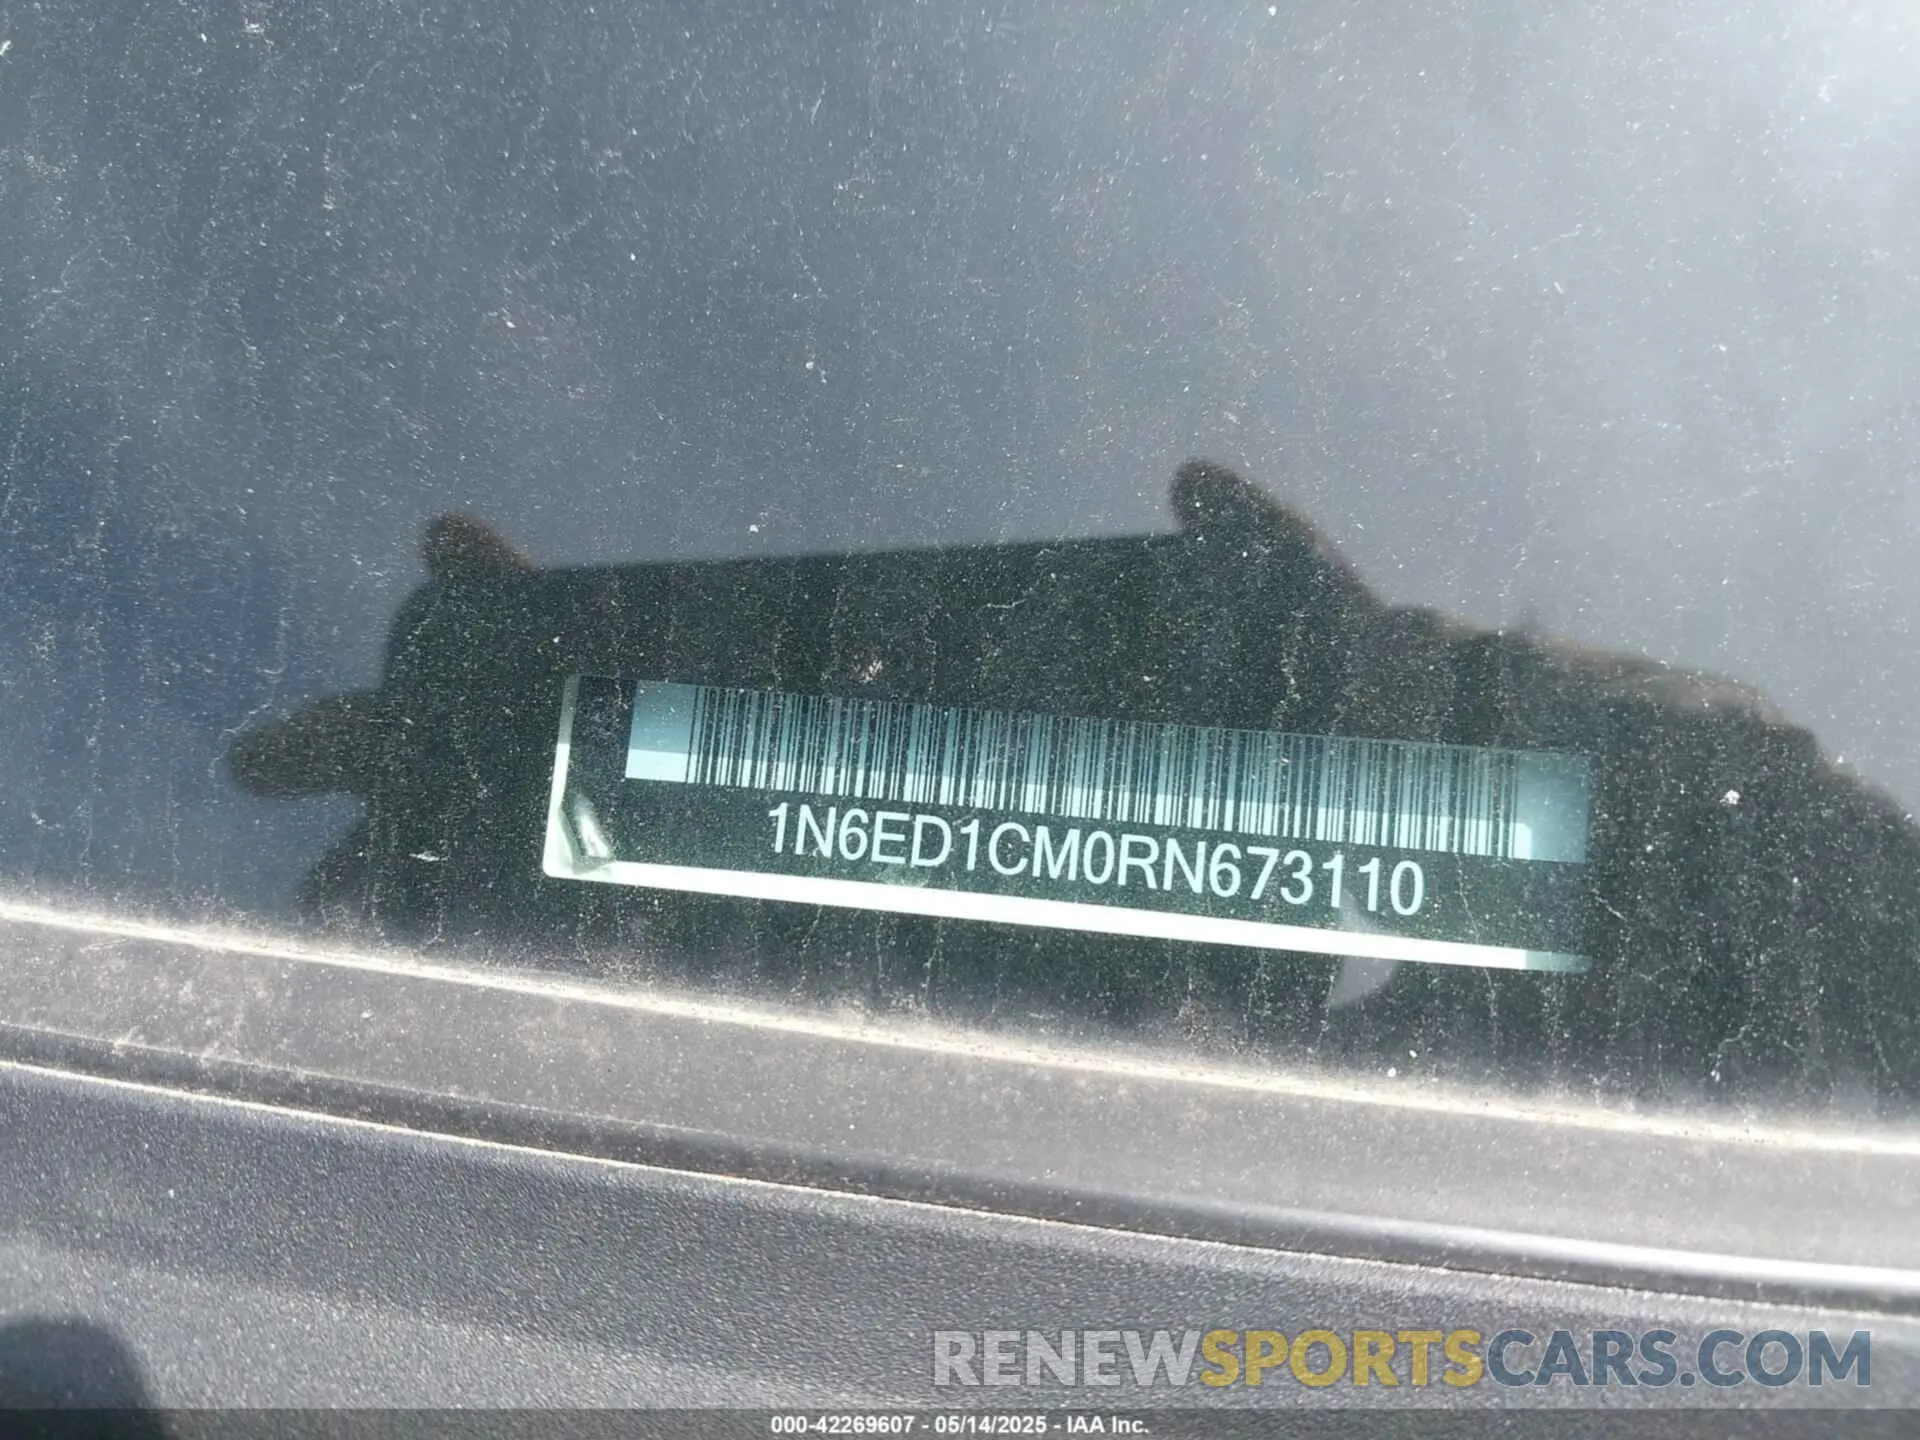 1N6ED1CM0RN673110
RENEWSPORTSCARS.COM
000-42269607 - 05/14/2025 - IAA Inc.